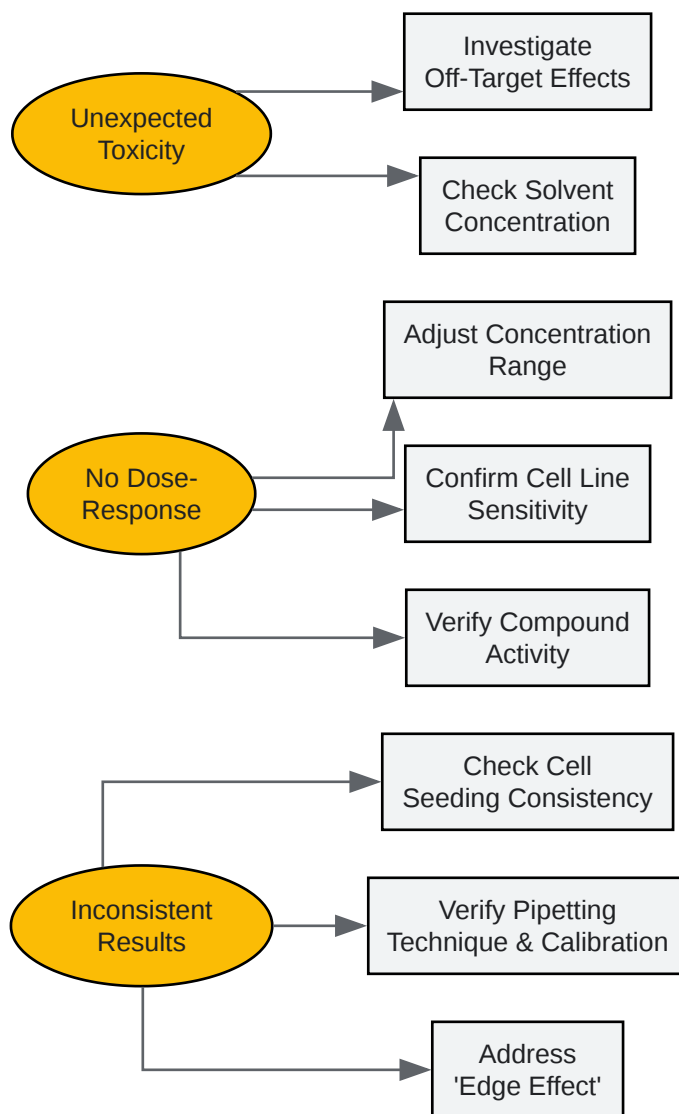 Investigate
Off-Target Effects
Unexpected
Toxicity
Check Solvent
Concentration
Adjust Concentration
Range
No Dose-
Response
Confirm Cell Line
Sensitivity
Verify Compound
Activity
Check Cell
Seeding Consistency
Inconsistent
Results
Verify Pipetting
Technique & Calibration
Address
'Edge Effect'